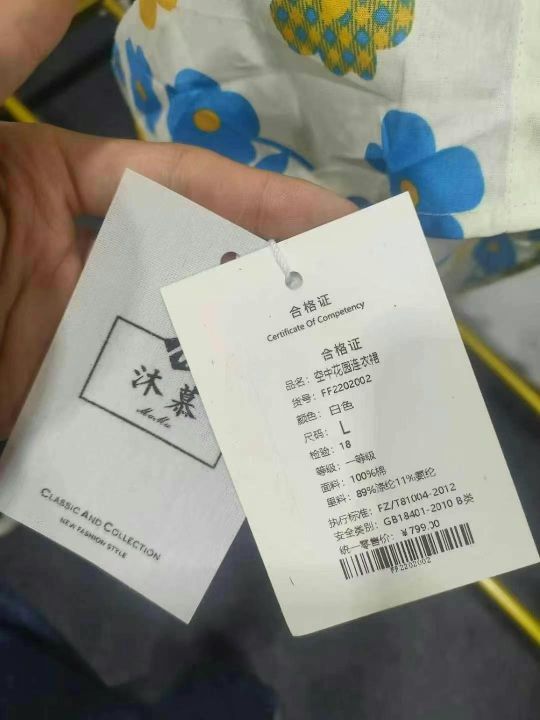 沐慕
MuMu
CLASSIC AND COLLECTION
NEW FASHION STYLE
合格证
Certificate Of Competency
合格证
品名：空中花园连衣裙
货号：FF2202002
颜色：白色
尺码：L
检验：18
等级：一等级
面料：100%棉
里料：89%涤纶11%氨纶
执行标准：FZ/T81004-2012
安全类别：GB18401-2010 B类
统一零售价：￥799.00
FF2202002